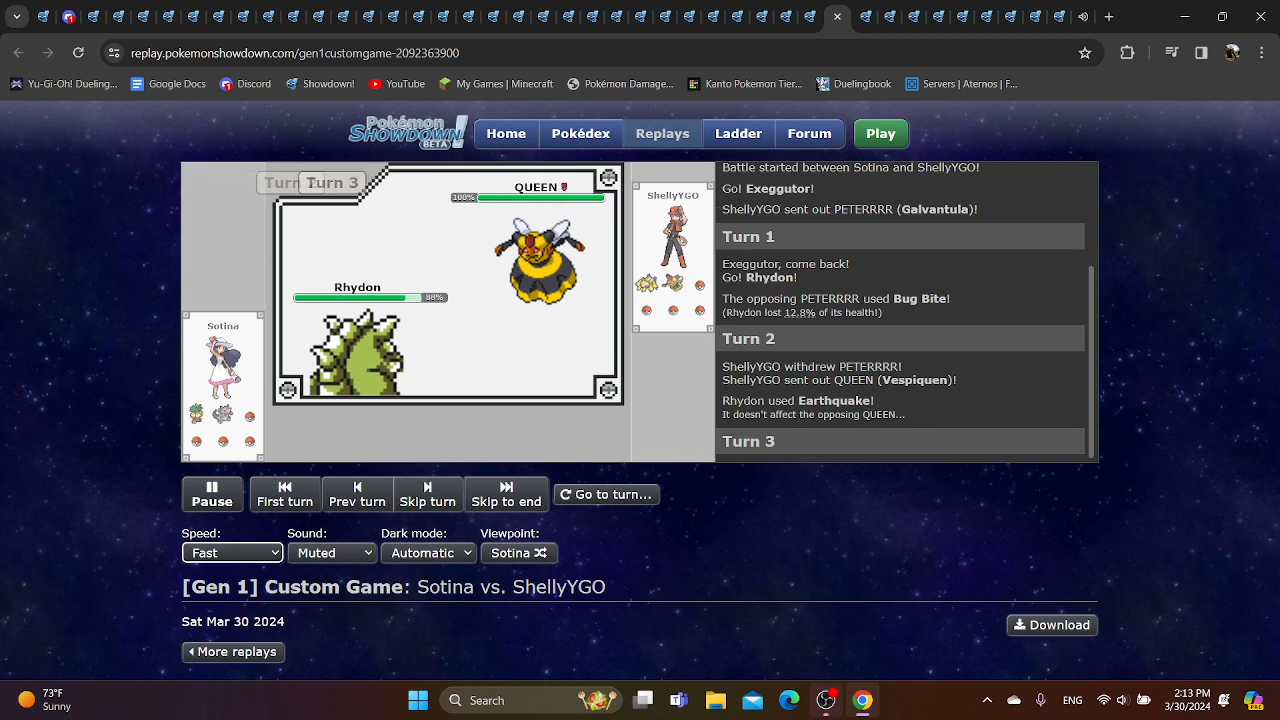 replay.pokemonshowdown.com/gen1customgame-2092363900
Yu-Gi-Oh! Dueling...
Google Docs
Discord
Showdown!
YouTube
My Games | Minecraft
Pokémon Damage...
Kanto Pokemon Tier...
Duelingbook
Servers | Aternos | F...
Pokémon
SHOWDOWN!
BETA
Home
Pokédex
Replays
Ladder
Forum
Play
Turn
Turn 3
QUEEN
100%
Rhydon
88%
Sotina
ShellyYGO
Battle started between Sotina and ShellyYGO!
Go! Exeggutor!
ShellyYGO sent out PETERRRR (Galvantula)!
Turn 1
Exeggutor, come back!
Go! Rhydon!
The opposing PETERRRR used Bug Bite!
(Rhydon lost 12.8% of its health!)
Turn 2
ShellyYGO withdrew PETERRRR!
ShellyYGO sent out QUEEN (Vespiquen)!
Rhydon used Earthquake!
It doesn't affect the opposing QUEEN...
Turn 3
Pause
First turn
Prev turn
Skip turn
Skip to end
Go to turn...
Speed:
Sound:
Dark mode:
Viewpoint:
Fast
Muted
Automatic
Sotina
[Gen 1] Custom Game: Sotina vs. ShellyYGO
Sat Mar 30 2024
Download
More replays
73°F
Sunny
Search
ENG
2:13 PM
3/30/2024
PRE